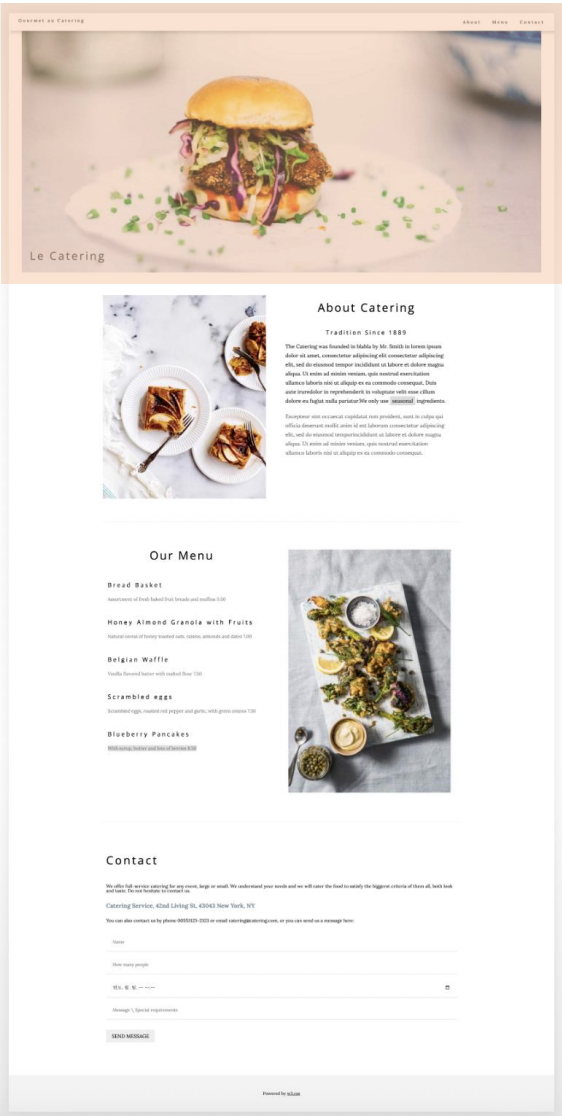 Gourmet au Catering
About Menu Contact
Le Catering
About Catering
Tradition Since 1889
The Catering was founded in blabla by Mr. Smith in lorem ipsum
dolor sit amet, consectetur adipiscing elit consectetur adipiscing
elit, sed do eiusmod tempor incididunt ut labore et dolore magna
aliqua. Ut enim ad minim veniam, quis nostrud exercitation
ullamco laboris nisi ut aliquip ex ea commodo consequat. Duis
aute iruredolor in reprehenderit in voluptate velit esse cillum
dolore eu fugiat nulla pariatur.We only use seasonal ingredients.
Excepteur sint occaecat cupidatat non proident, sunt in culpa qui
officia deserunt mollit anim id est laborum consectetur adipiscing
elit, sed do eiusmod temporincididunt ut labore et dolore magna
aliqua. Ut enim ad minim veniam, quis nostrud exercitation
ullamco laboris nisi ut aliquip ex ea commodo consequat.
Our Menu
Bread Basket
Assortment of fresh baked fruit breads and muffins 5.50
Honey Almond Granola with Fruits
Natural cereal of honey toasted oats, raisins, almonds and dates 7.00
Belgian Waffle
Vanilla flavored batter with malted flour 7.50
Scrambled eggs
Scrambled eggs, roasted red pepper and garlic, with green onions 7.50
Blueberry Pancakes
With syrup, butter and lots of berries 8.50
Contact
We offer full-service catering for any event, large or small. We understand your needs and we will cater the food to satisfy the biggerst criteria of them all, both look
and taste. Do not hesitate to contact us.
Catering Service, 42nd Living St, 43043 New York, NY
You can also contact us by phone 00553123-2323 or email catering@catering.com, or you can send us a message here:
Name
How many people
Message \ Special requirements
SEND MESSAGE
Powered by w3.css